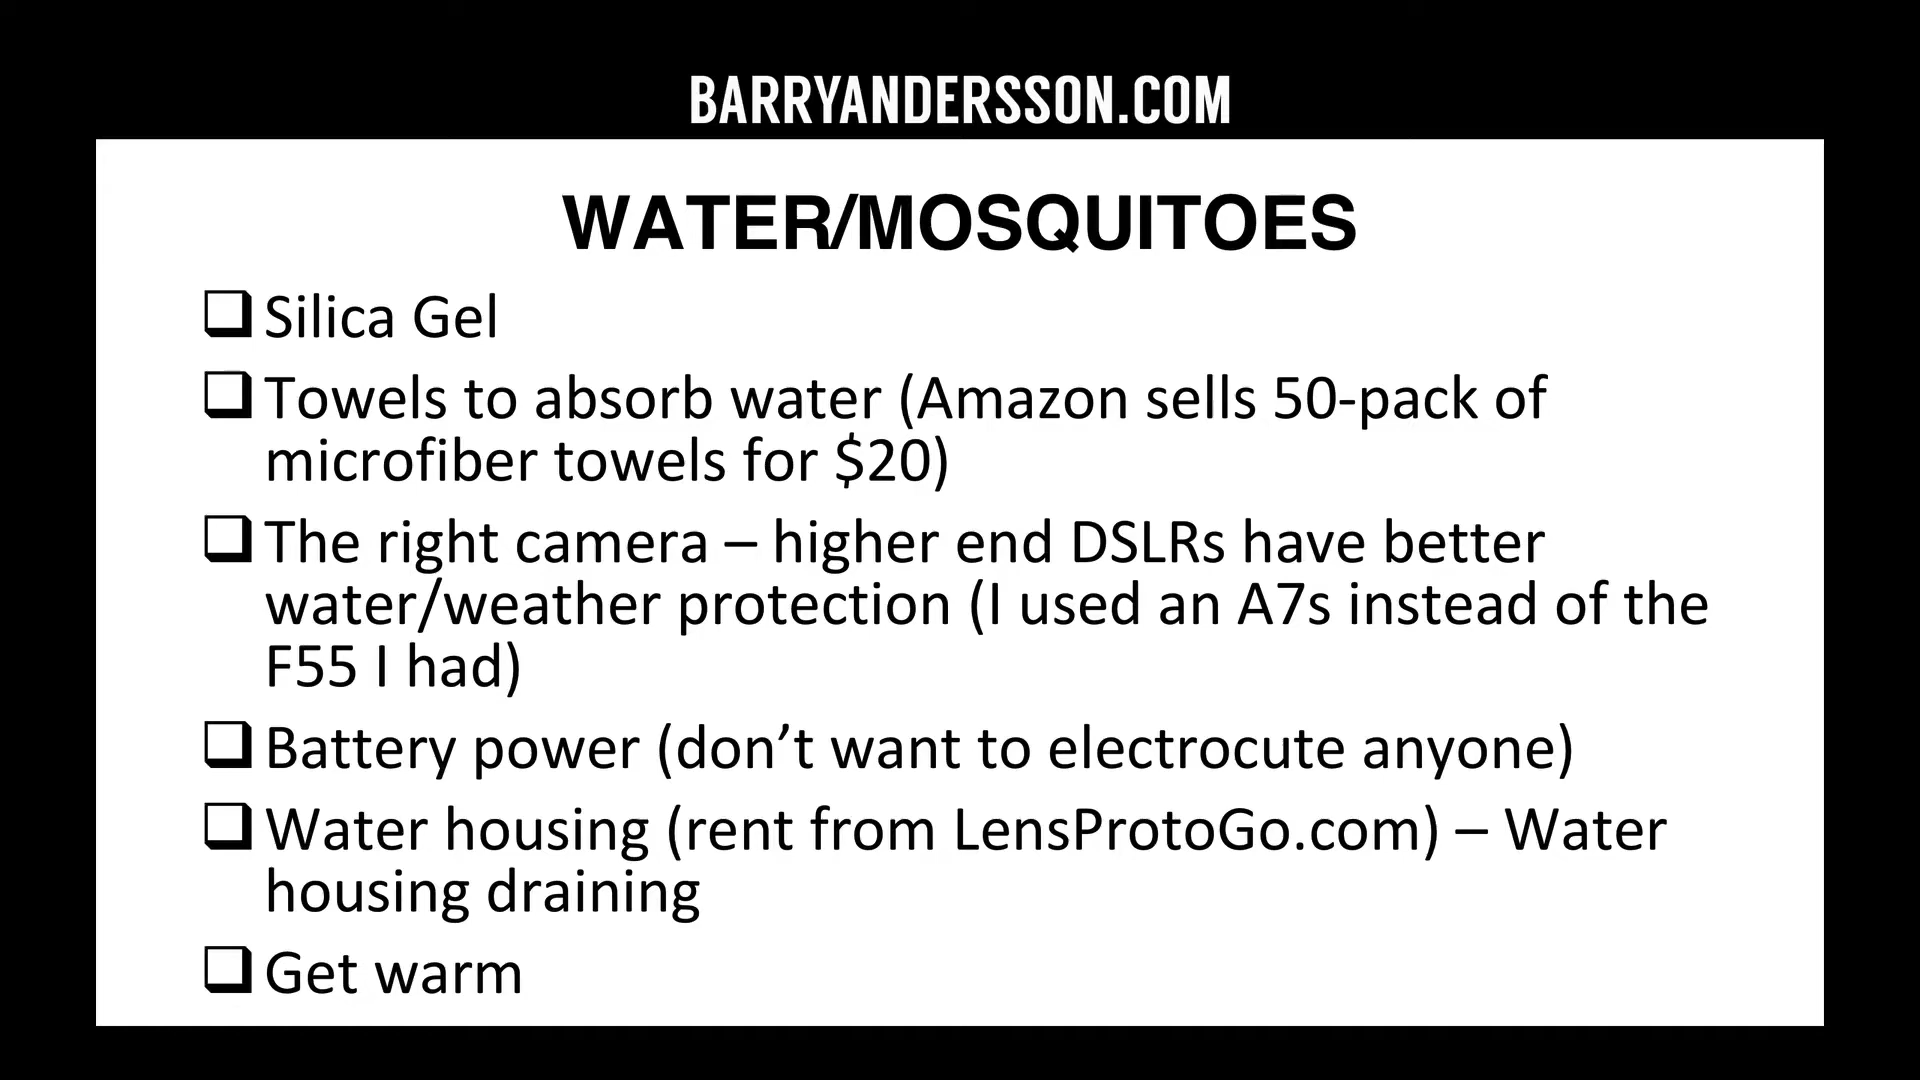 BARRYANDERSSON.COM
WATER/MOSQUITOES
❑ Silica Gel
❑ Towels to absorb water (Amazon sells 50-pack of
microfiber towels for $20)
❑ The right camera – higher end DSLRs have better
water/weather protection (I used an A7s instead of the
F55 I had)
❑ Battery power (don’t want to electrocute anyone)
❑ Water housing (rent from LensProtoGo.com) – Water
housing draining
❑ Get warm